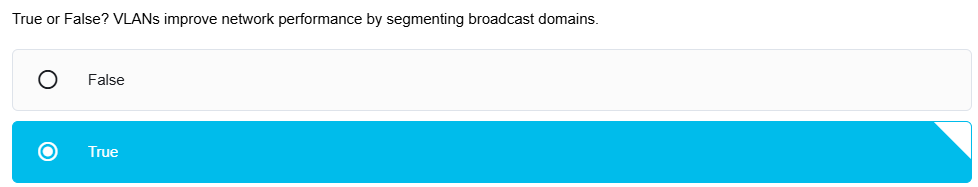 True or False? VLANs improve network performance by segmenting broadcast domains.
False
True